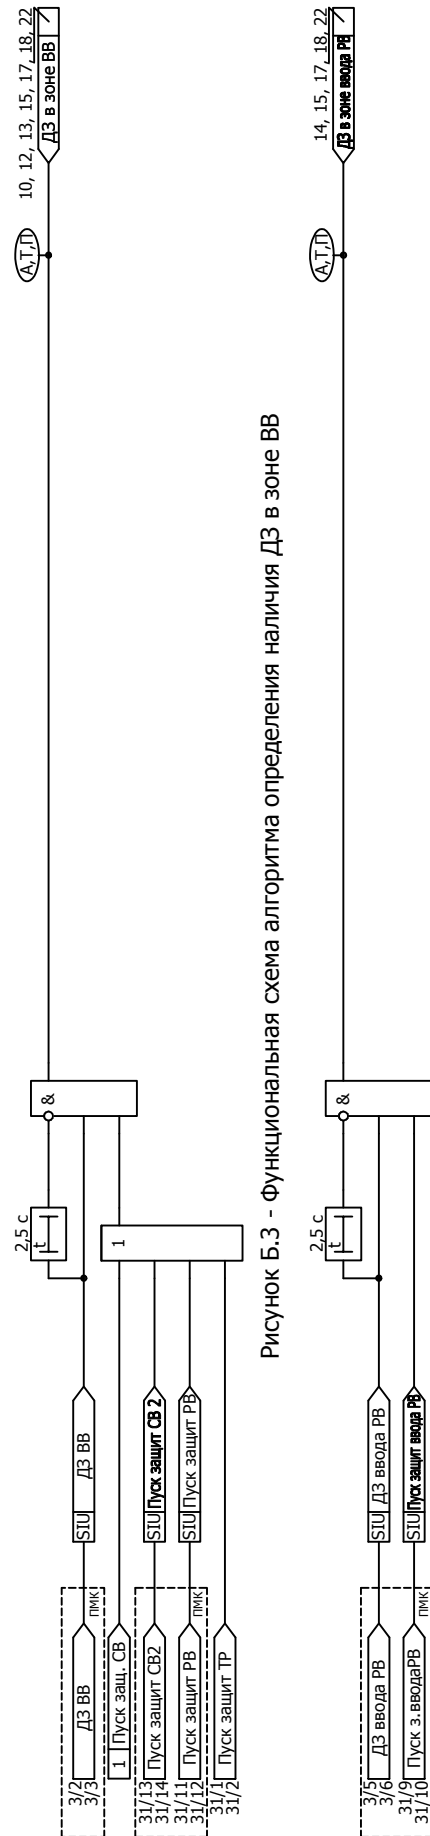 3/2
3/3
ДЗ ВВ
ПМК
SIU ДЗ ВВ
2,5 с
t
&
А,Т,П
ДЗ в зоне ВВ
10, 12, 13, 15, 17, 18, 22
1 Пуск защ. СВ
31/13
31/14
Пуск защит СВ2
SIU Пуск защит СВ 2
1
31/11
31/12
Пуск защит РВ
ПМК
SIU Пуск защит РВ
31/1
31/2
Пуск защит ТР
Рисунок Б.3 - Функциональная схема алгоритма определения наличия ДЗ в зоне ВВ
3/5
3/6
ДЗ ввода РВ
SIU ДЗ ввода РВ
2,5 с
t
&
А,Т,П
ДЗ в зоне ввода РВ
14, 15, 17, 18, 22
31/9
31/10
Пуск з.вводаРВ
ПМК
SIU Пуск защит ввода РВ